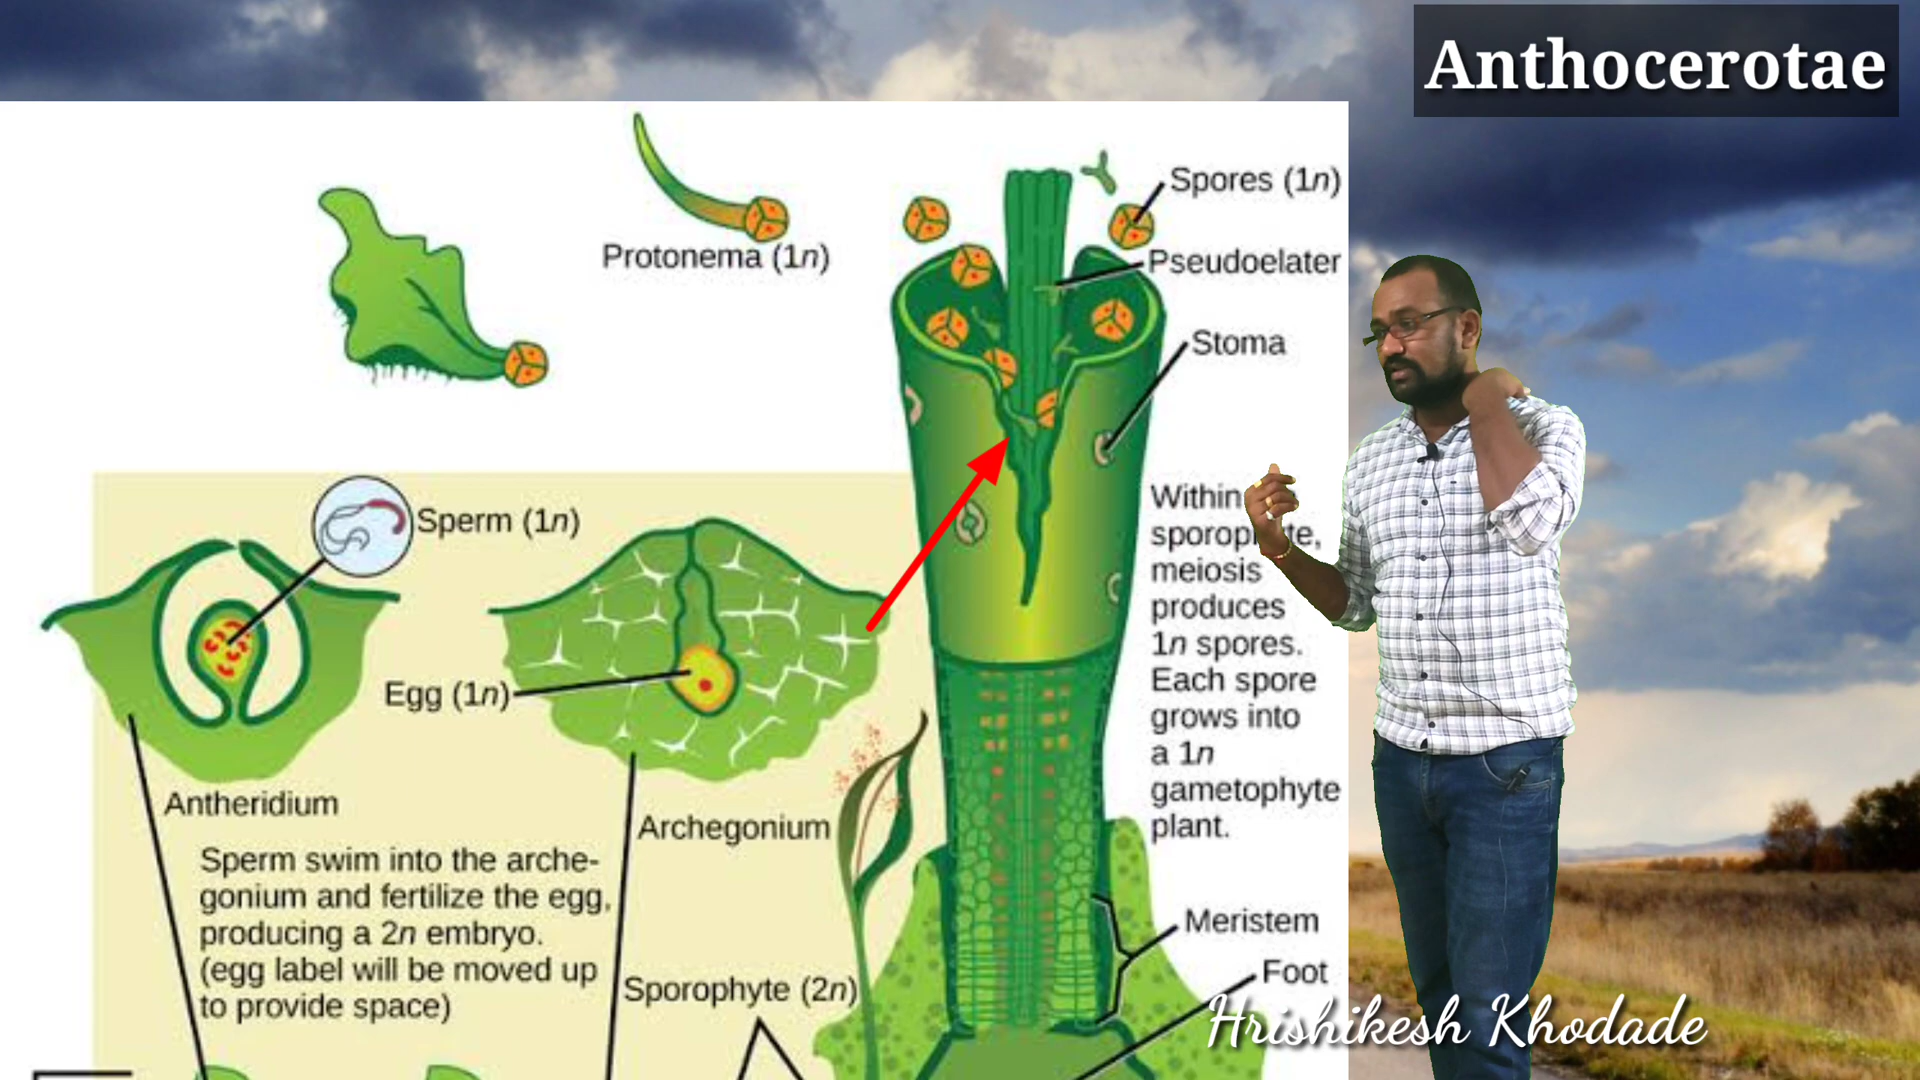 Anthocerotae
Spores (1n)
Protonema (1n)
Pseudoelater
Stoma
Sperm (1n)
Within
sporophyte,
meiosis
produces
1n spores.
Each spore
grows into
a 1n
gametophyte
plant.
Egg (1n)
Antheridium
Archegonium
Sperm swim into the arche-
gonium and fertilize the egg,
producing a 2n embryo.
(egg label will be moved up
to provide space)
Meristem
Sporophyte (2n)
Foot
Hrishikesh Khodade